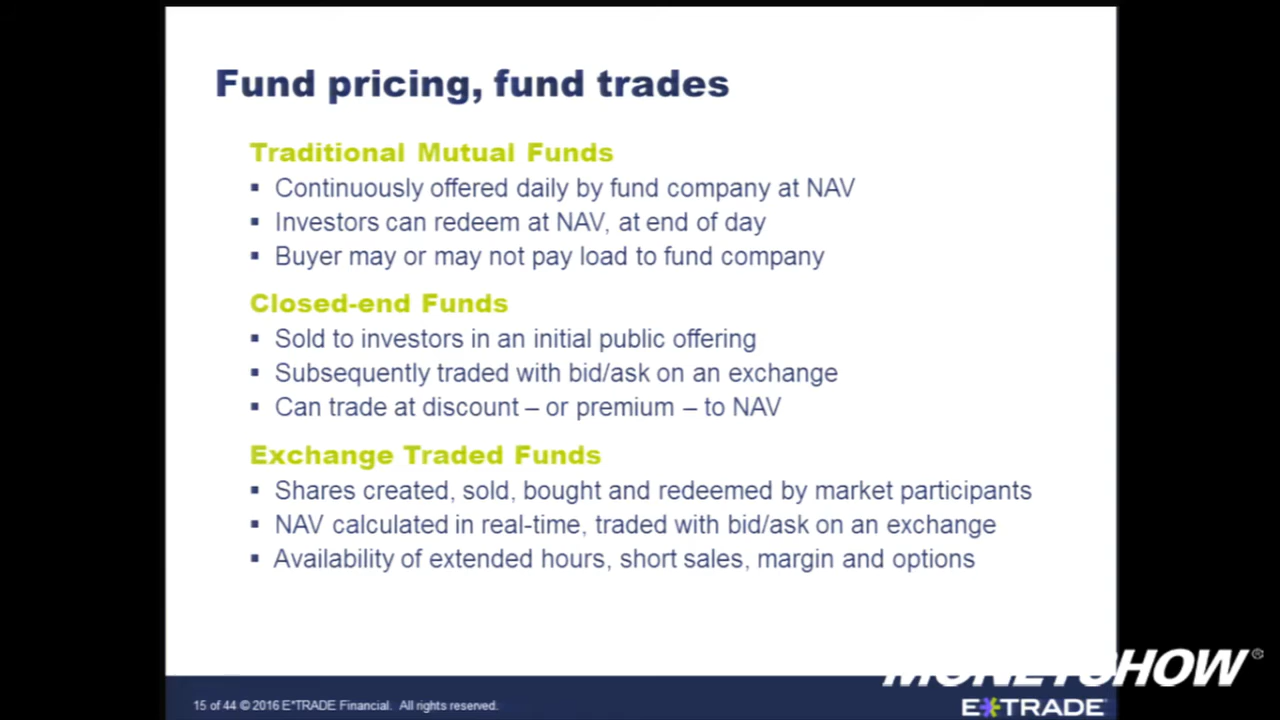 Fund pricing, fund trades
Traditional Mutual Funds
▪ Continuously offered daily by fund company at NAV
▪ Investors can redeem at NAV, at end of day
▪ Buyer may or may not pay load to fund company
Closed-end Funds
▪ Sold to investors in an initial public offering
▪ Subsequently traded with bid/ask on an exchange
▪ Can trade at discount – or premium – to NAV
Exchange Traded Funds
▪ Shares created, sold, bought and redeemed by market participants
▪ NAV calculated in real-time, traded with bid/ask on an exchange
▪ Availability of extended hours, short sales, margin and options
MONEYSHOW®
15 of 44 © 2016 E*TRADE Financial. All rights reserved.
E*TRADE